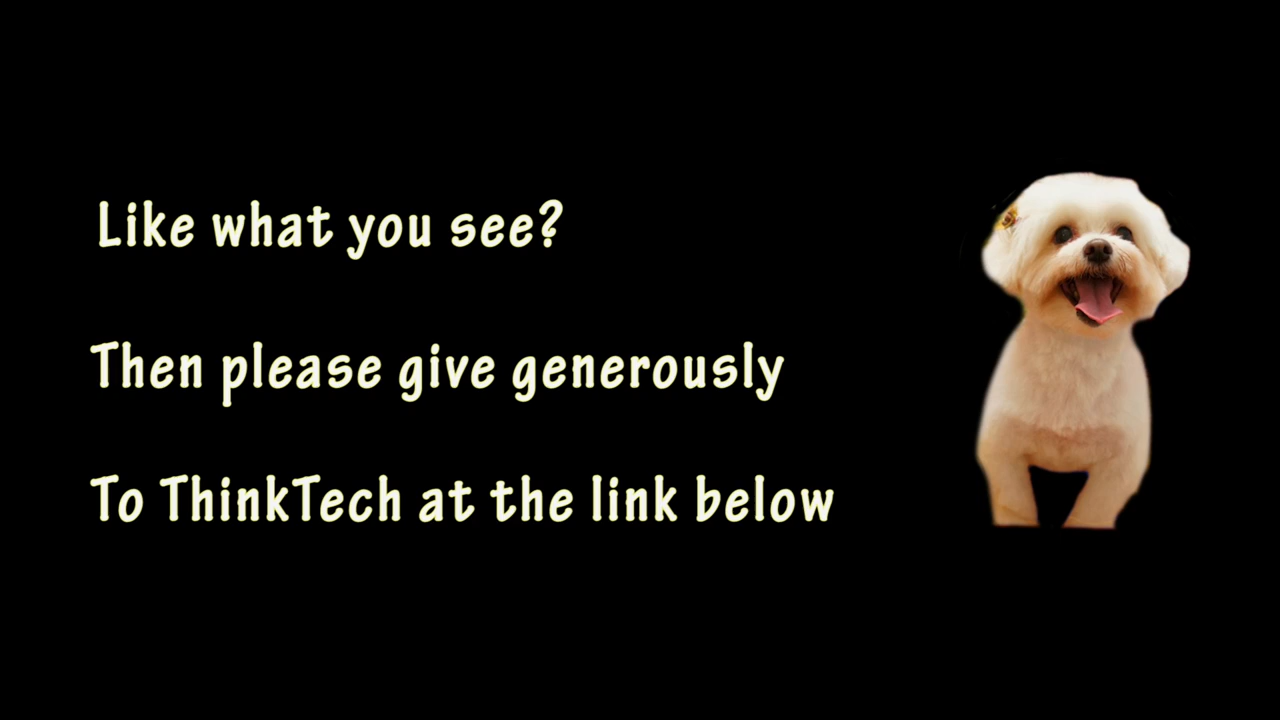 Like what you see?
Then please give generously
To ThinkTech at the link below